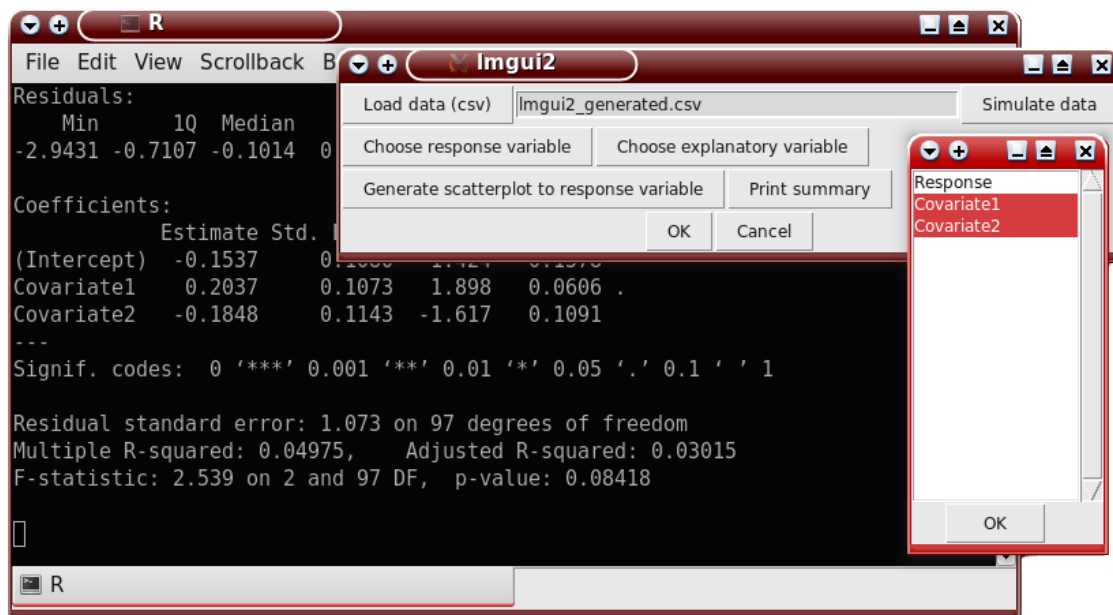 R
File Edit View Scrollback B
Residuals:
Min 1Q Median
-2.9431 -0.7107 -0.1014 0
Coefficients:
Estimate Std.
(Intercept) -0.1537
Covariate1 0.2037 0.1073 1.898 0.0606 .
Covariate2 -0.1848 0.1143 -1.617 0.1091
---
Signif. codes: 0 ‘***’ 0.001 ‘**’ 0.01 ‘*’ 0.05 ‘.’ 0.1 ‘ ’ 1
Residual standard error: 1.073 on 97 degrees of freedom
Multiple R-squared: 0.04975, Adjusted R-squared: 0.03015
F-statistic: 2.539 on 2 and 97 DF, p-value: 0.08418
R
lmgui2
Load data (csv) lmgui2_generated.csv Simulate data
Choose response variable Choose explanatory variable
Generate scatterplot to response variable Print summary
OK Cancel
Response
Covariate1
Covariate2
OK